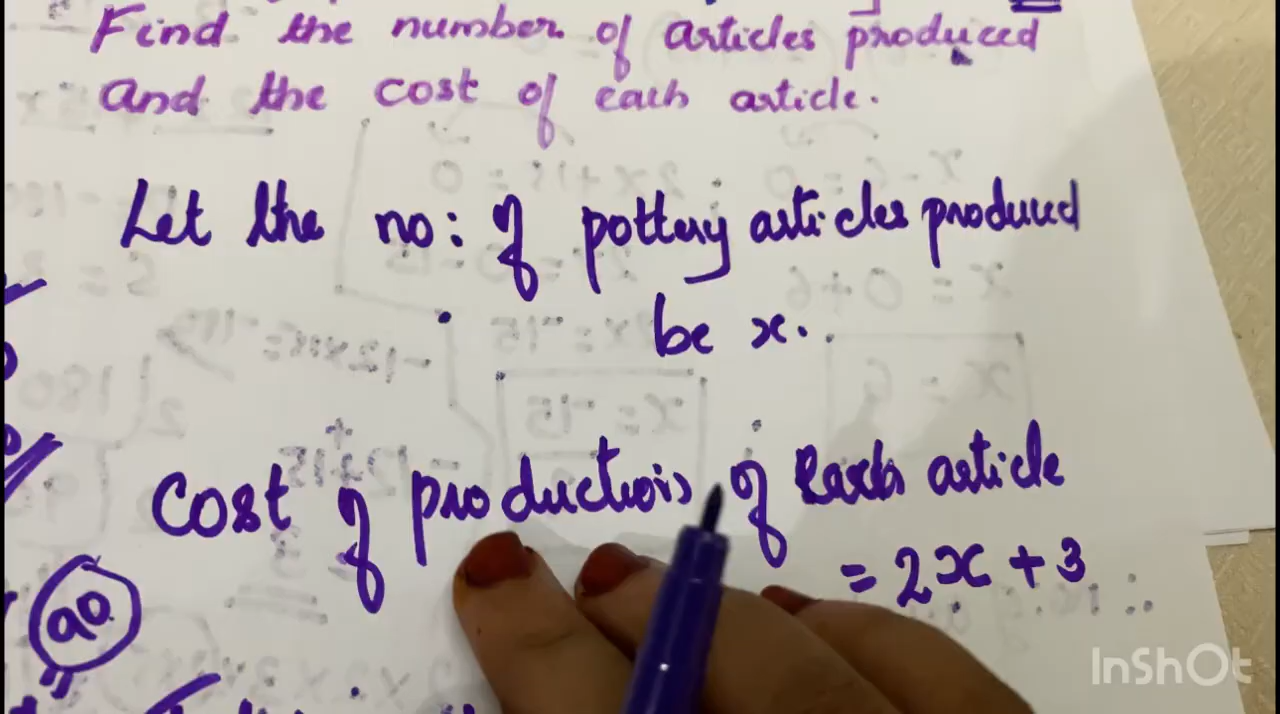 Find the number of articles produced
and the cost of each article.
Let the no: of pottery articles produced
be x.
Cost of production of each article
= 2x + 3
90
InShOt